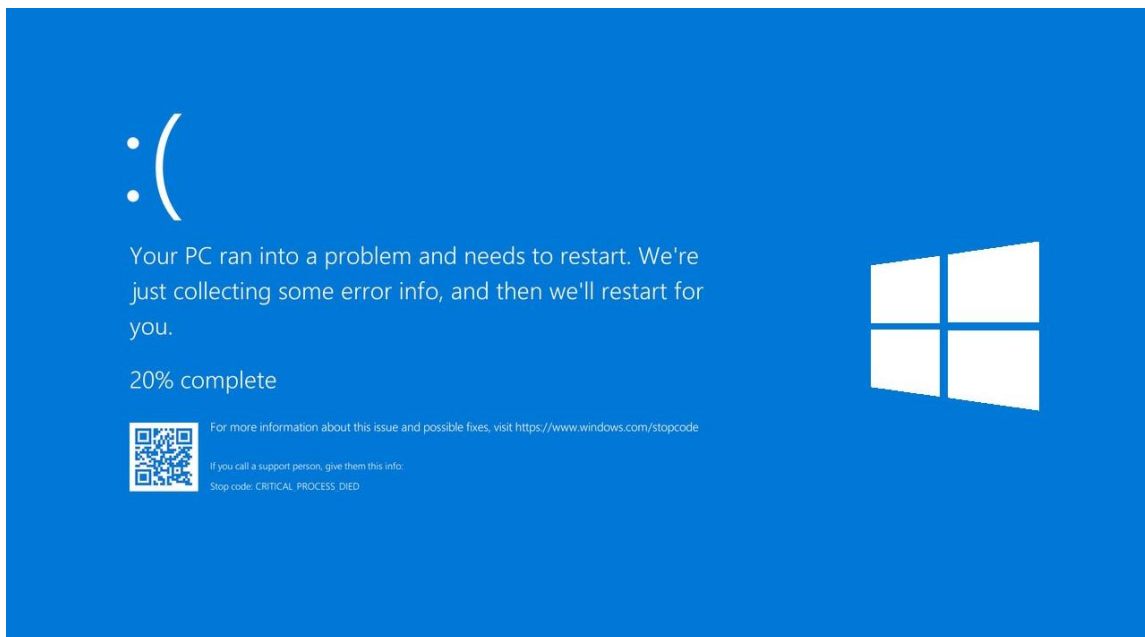 :(
Your PC ran into a problem and needs to restart. We're
just collecting some error info, and then we'll restart for
you.
20% complete
For more information about this issue and possible fixes, visit https://www.windows.com/stopcode
If you call a support person, give them this info:
Stop code: CRITICAL_PROCESS DIED